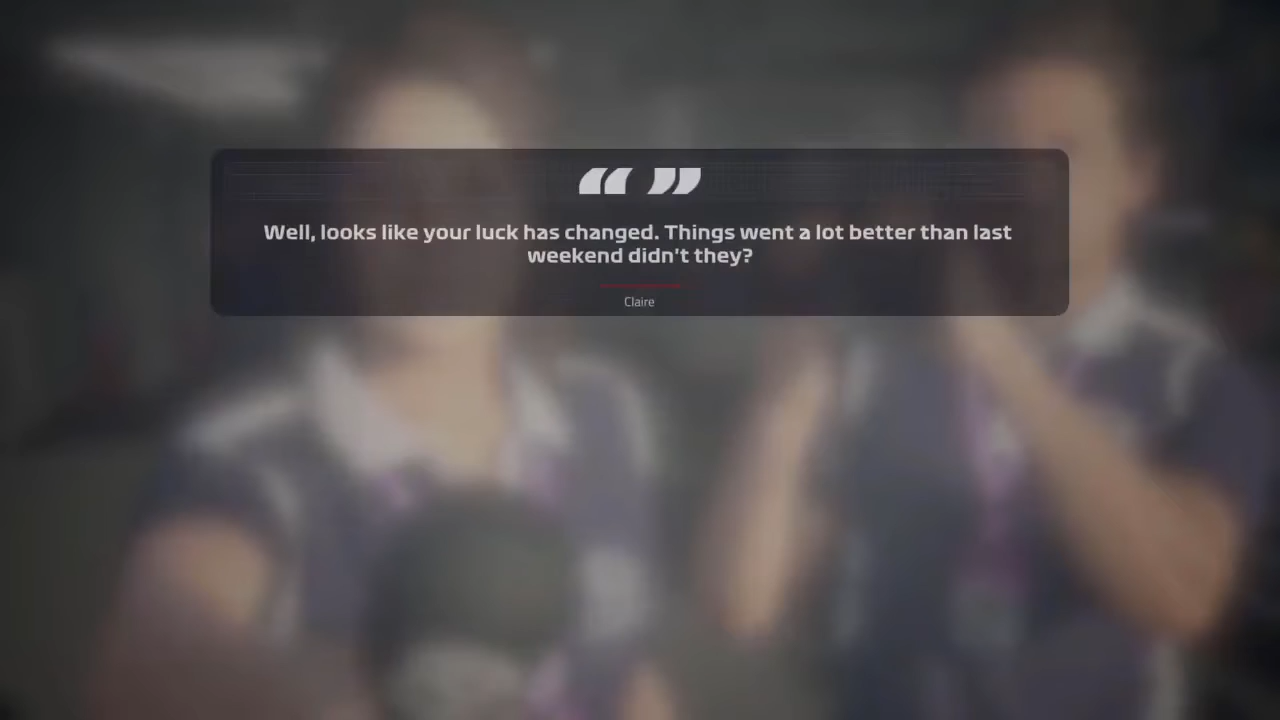 “ ”
Well, looks like your luck has changed. Things went a lot better than last
weekend didn't they?
Claire